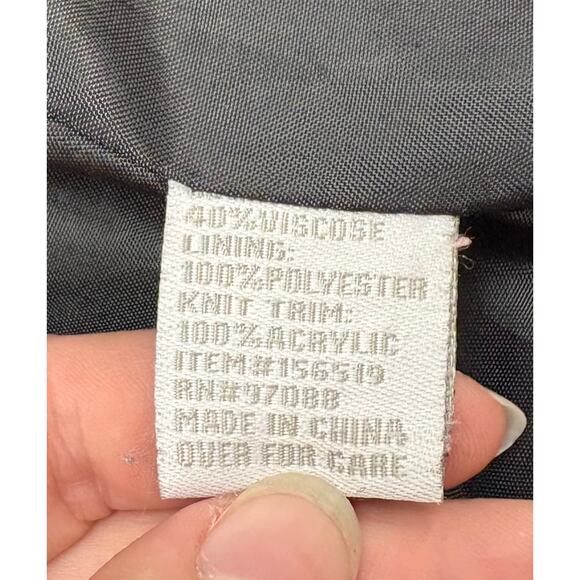 40%VISCOSE
LINING:
100%POLYESTER
KNIT TRIM:
100%ACRYLIC
ITEM#156519
RN#97088
MADE IN CHINA
OVER FOR CARE